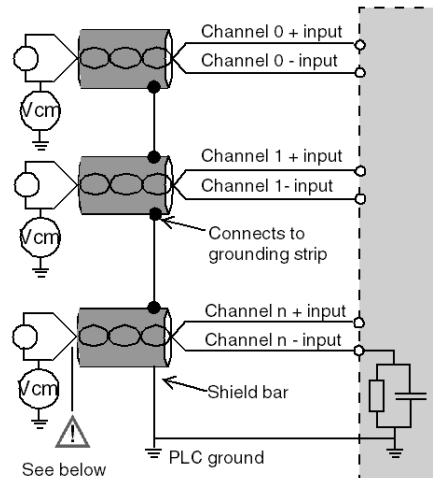 Channel 0 + input
Channel 0 - input
Vcm
Channel 1 + input
Channel 1- input
Vcm
Connects to
grounding strip
Channel n + input
Channel n - input
Vcm
Shield bar
!
See below
PLC ground